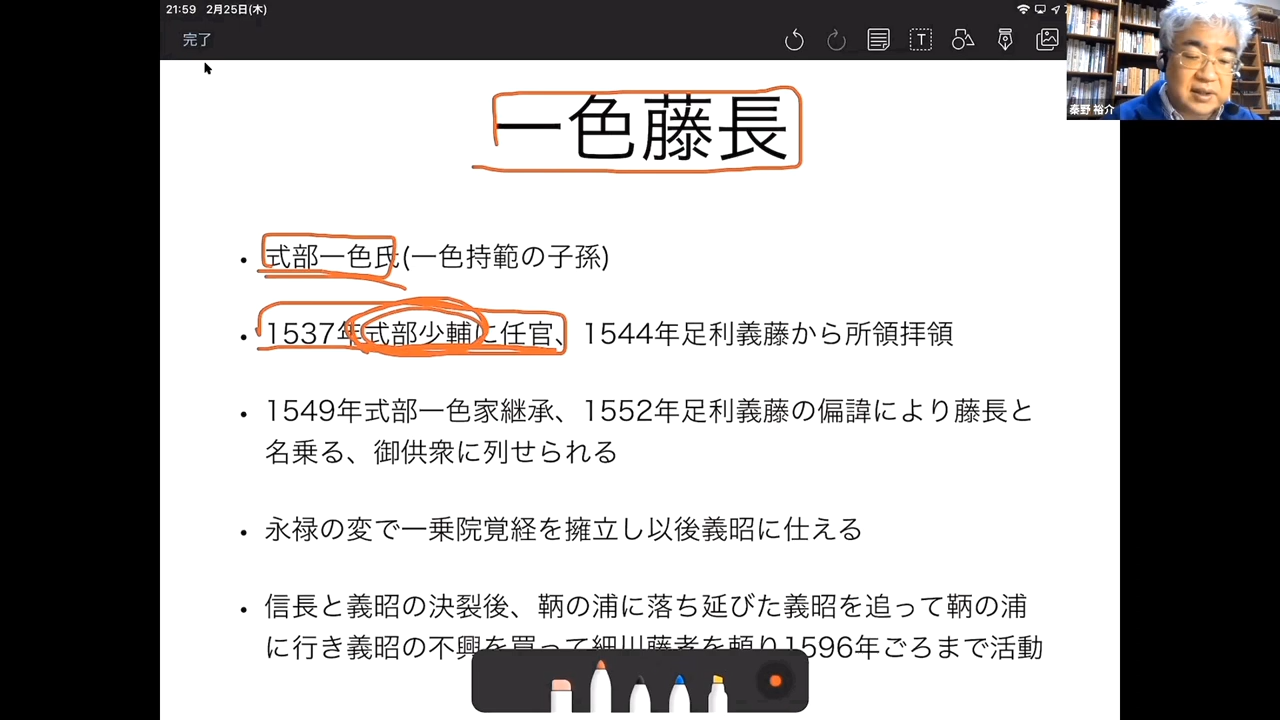 21:59 2月25日(木)
完了
秦野 裕介
一色藤長
• 式部一色氏(一色持範の子孫)
• 1537年式部少輔に任官、1544年足利義藤から所領拝領
• 1549年式部一色家継承、1552年足利義藤の偏諱により藤長と
名乗る、御供衆に列せられる
• 永禄の変で一乗院覚経を擁立し以後義昭に仕える
• 信長と義昭の決裂後、鞆の浦に落ち延びた義昭を追って鞆の浦
に行き義昭の不興を買って細川藤孝を頼り1596年ごろまで活動